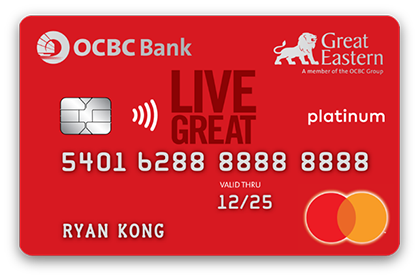 OCBC Bank
Great
Eastern
A member of the OCBC Group
LIVE
GREAT
platinum
5401 6288 8888 8888
VALID THRU
12/25
RYAN KONG
mastercard